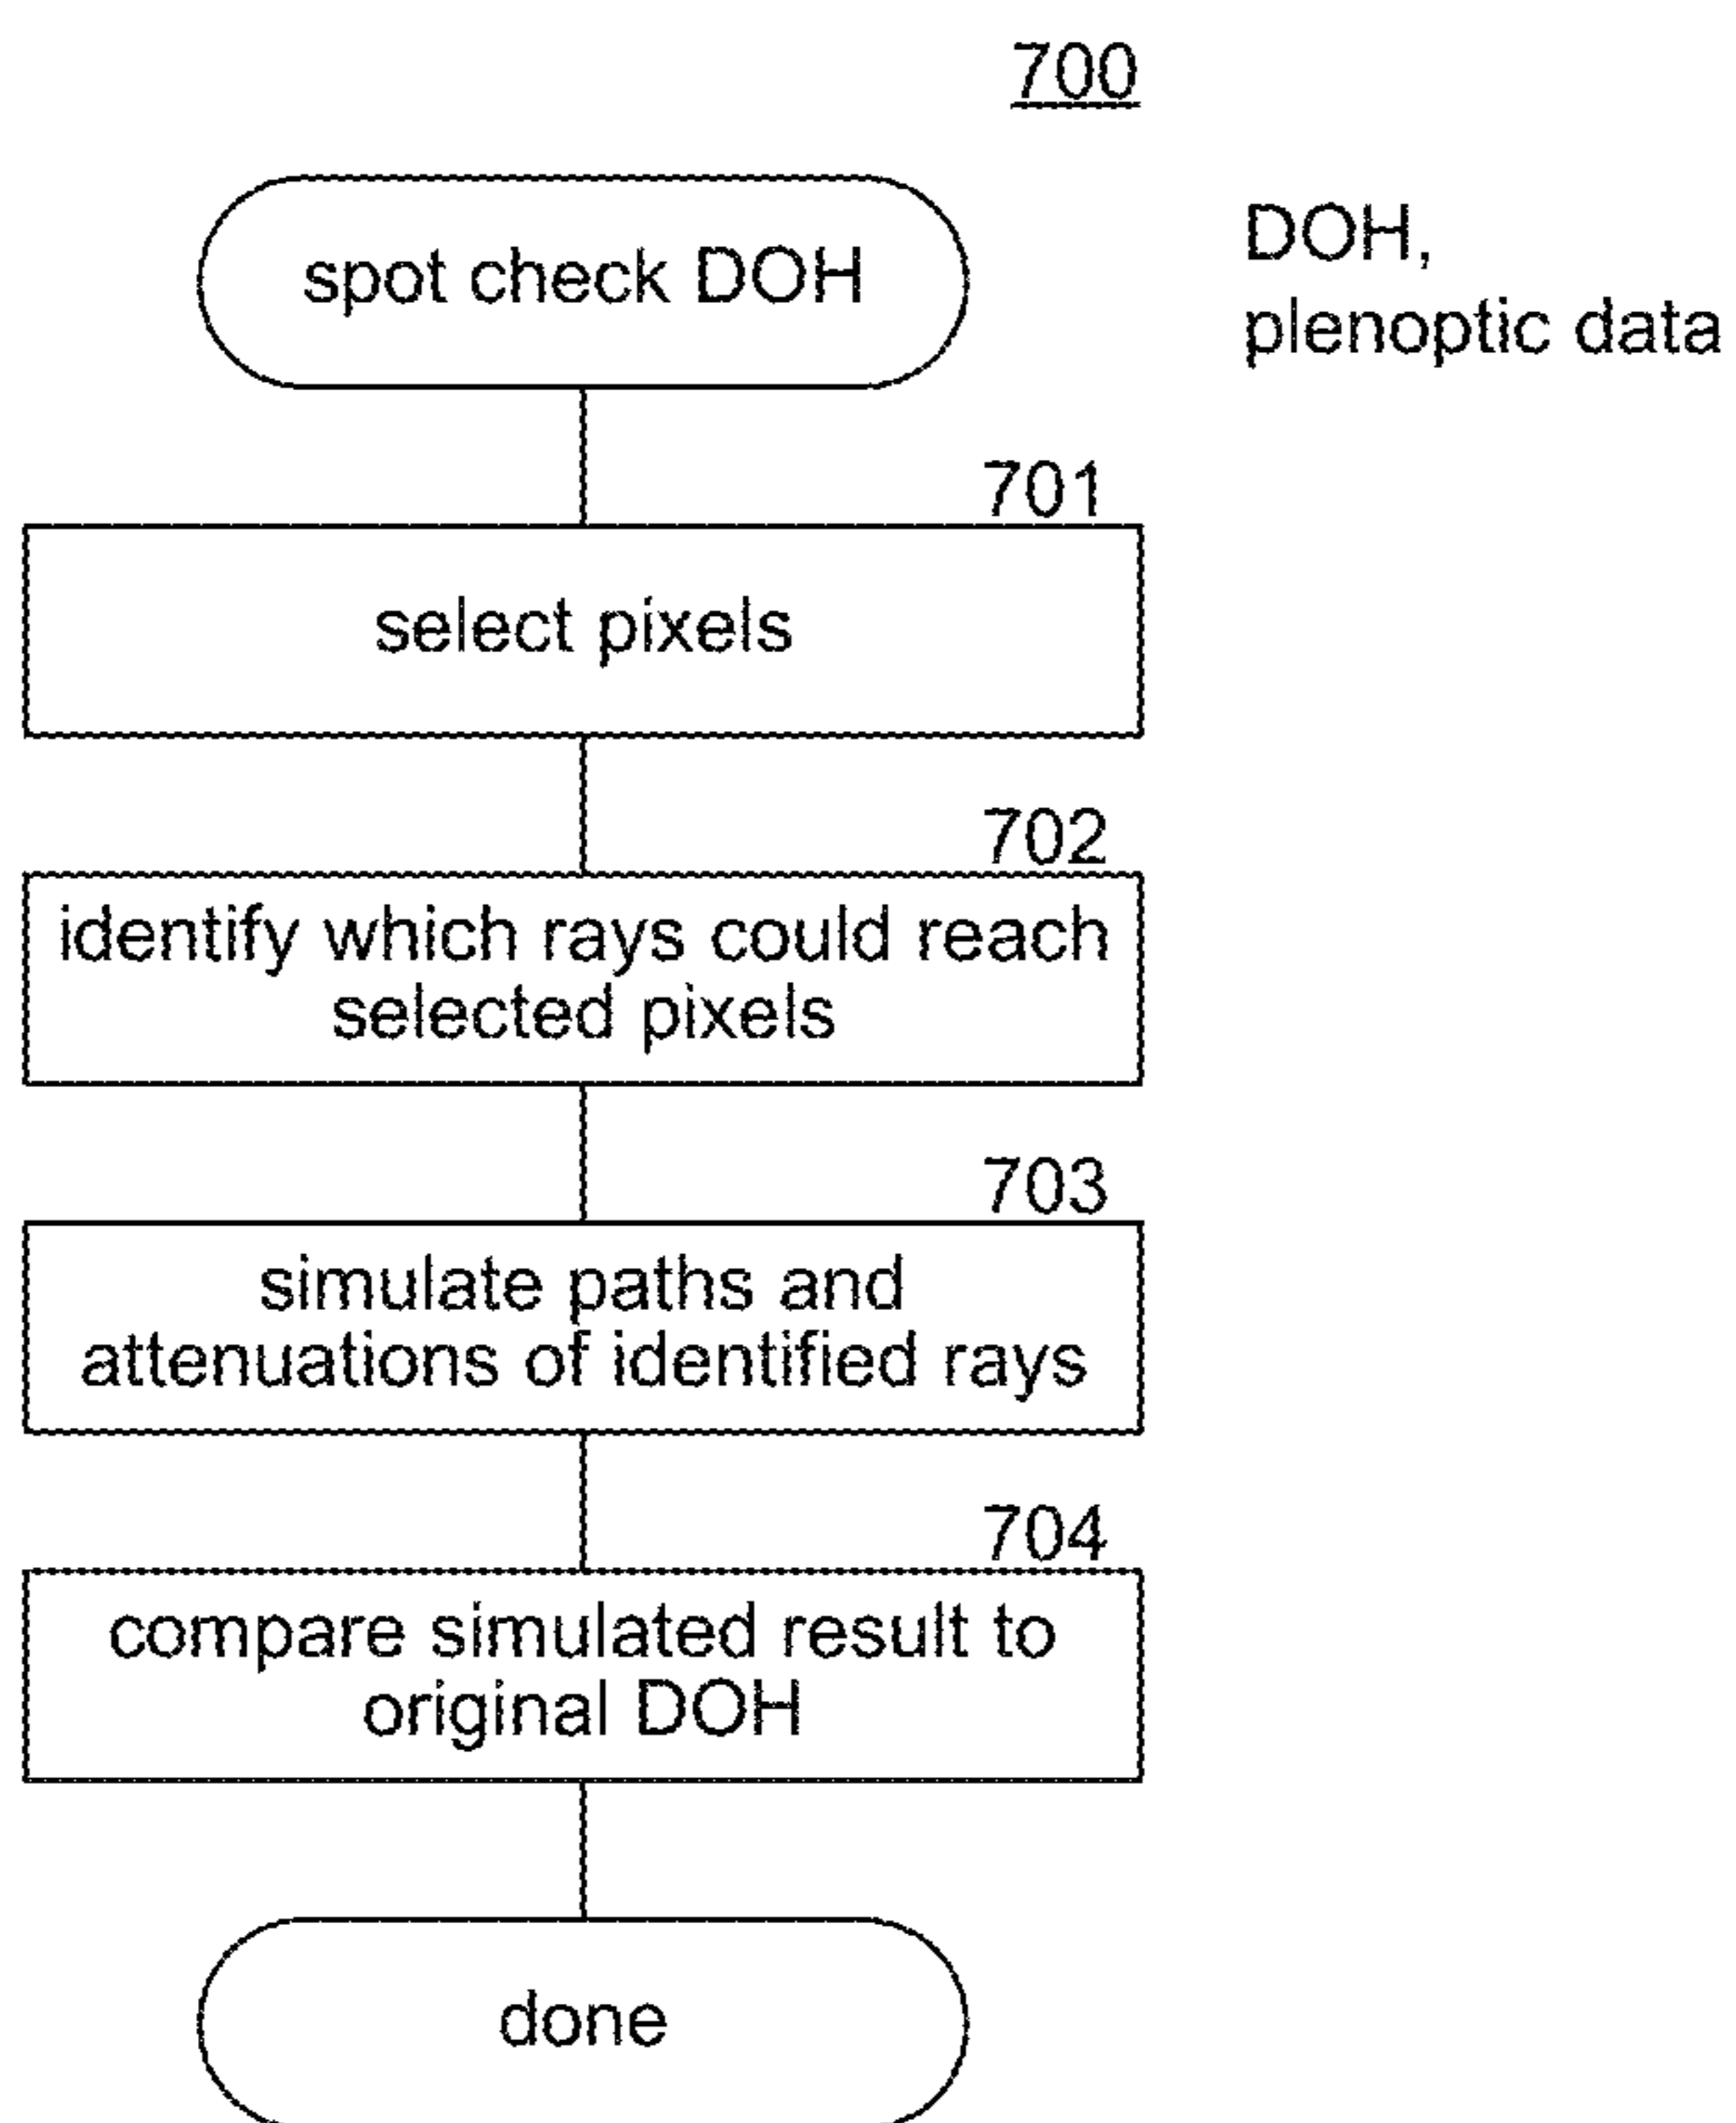 700
spot check DOH
DOH,
plenoptic data
701
select pixels
702
identify which rays could reach
selected pixels
703
simulate paths and
attenuations of identified rays
704
compare simulated result to
original DOH
done